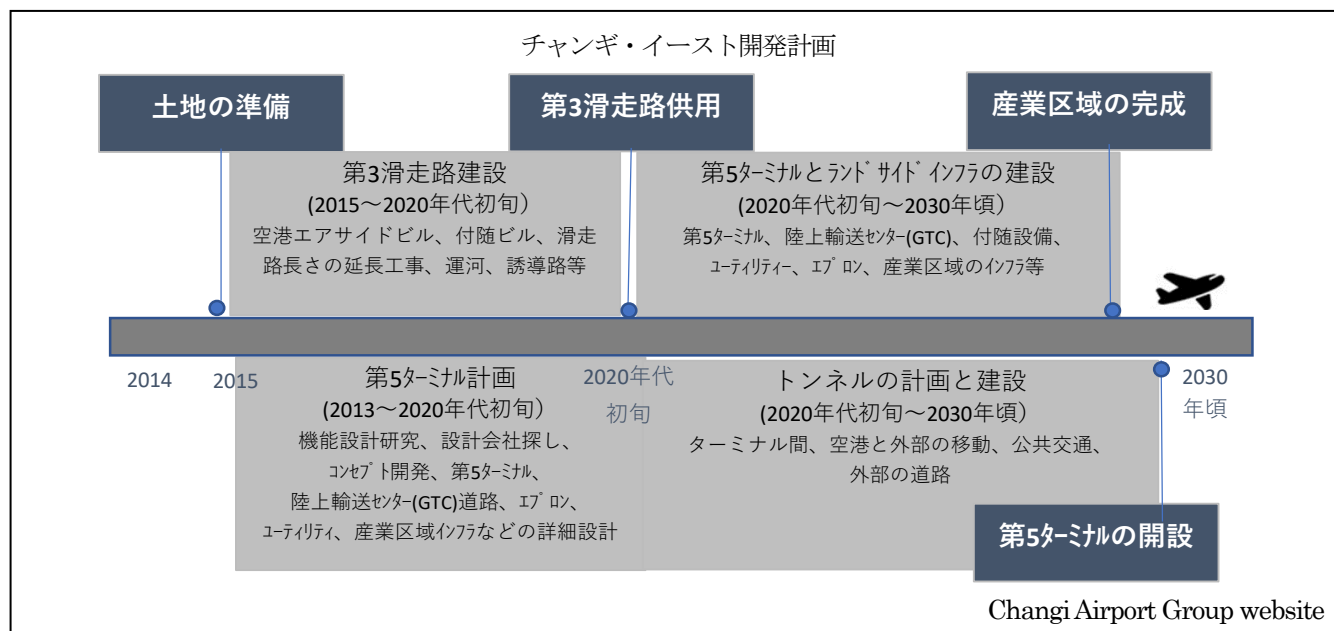 チャンギ・イースト開発計画
土地の準備
第3滑走路供用
産業区域の完成
第3滑走路建設
(2015～2020年代初旬)
空港エアサイドビル、付随ビル、滑走
路長さの延長工事、運河、誘導路等
第5ﾀｰﾐﾅﾙとﾗﾝﾄﾞｻｲﾄﾞｲﾝﾌﾗの建設
(2020年代初旬～2030年頃)
第5ﾀｰﾐﾅﾙ、陸上輸送ｾﾝﾀｰ(GTC)、付随設備、
ﾕｰﾃｨﾘﾃｨｰ、ｴﾌﾟﾛﾝ、産業区域のｲﾝﾌﾗ等
2014
2015
2020年代
初旬
2030
年頃
第5ﾀｰﾐﾅﾙ計画
(2013～2020年代初旬)
機能設計研究、設計会社探し、
ｺﾝｾﾌﾟﾄ開発、第5ﾀｰﾐﾅﾙ、
陸上輸送ｾﾝﾀｰ(GTC)道路、ｴﾌﾟﾛﾝ、
ﾕｰﾃｨﾘﾃｨ、産業区域ｲﾝﾌﾗなどの詳細設計
トンネルの計画と建設
(2020年代初旬～2030年頃)
ターミナル間、空港と外部の移動、公共交通、
外部の道路
第5ﾀｰﾐﾅﾙの開設
Changi Airport Group website